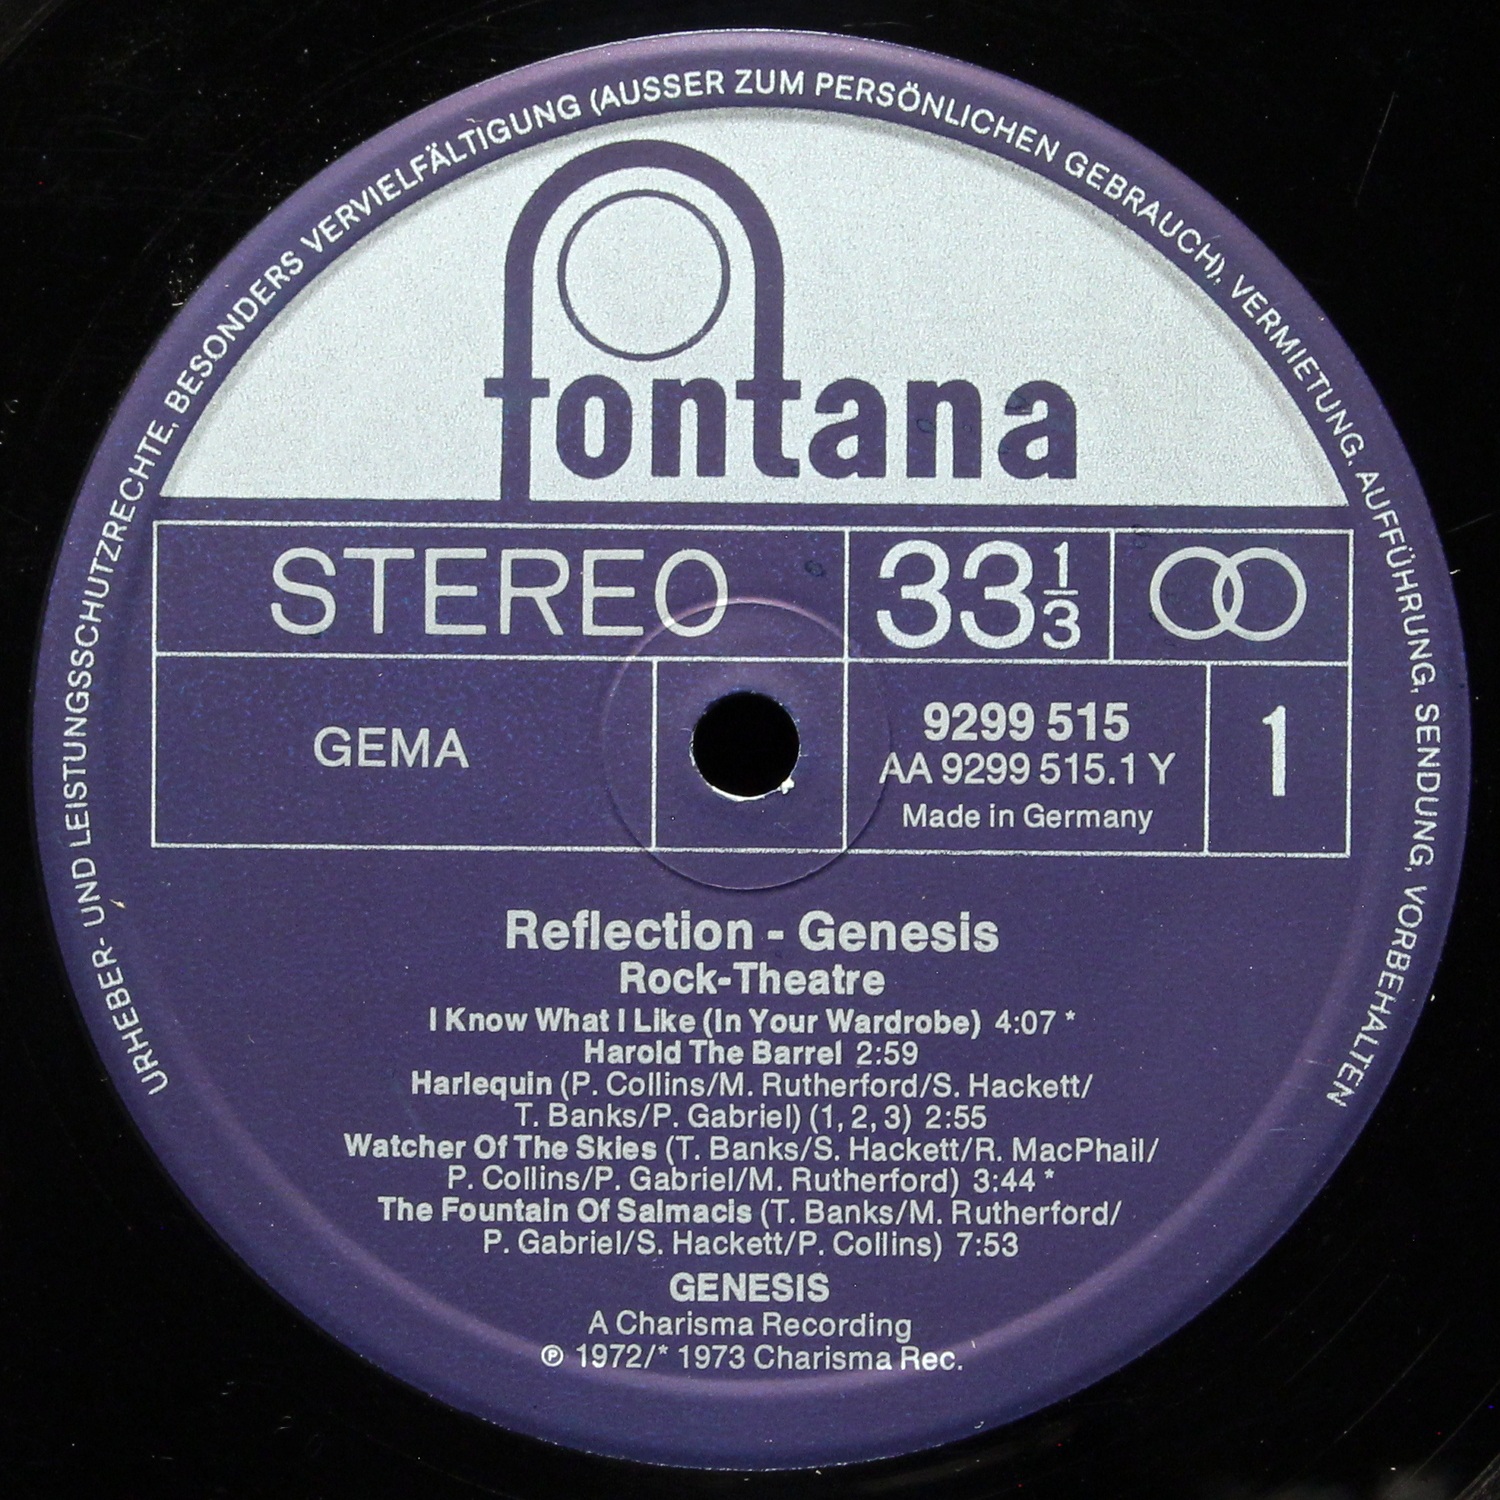 URHEBER- UND LEISTUNGSSCHUTZRECHTE, BESONDERS VERVIELFÄLTIGUNG (AUSSER ZUM PERSÖNLICHEN GEBRAUCH), VERMIETUNG, AUFFÜHRUNG, SENDUNG, VORBEHALTEN
fontana
STEREO
33 1/3
GEMA
9299 515
AA 9299 515.1 Y
Made in Germany
1
Reflection - Genesis
Rock-Theatre
I Know What I Like (In Your Wardrobe) 4:07 *
Harold The Barrel 2:59
Harlequin (P. Collins/M. Rutherford/S. Hackett/
T. Banks/P. Gabriel) (1, 2, 3) 2:55
Watcher Of The Skies (T. Banks/S. Hackett/R. MacPhail/
P. Collins/P. Gabriel/M. Rutherford) 3:44 *
The Fountain Of Salmacis (T. Banks/M. Rutherford/
P. Gabriel/S. Hackett/P. Collins) 7:53
GENESIS
A Charisma Recording
℗ 1972/* 1973 Charisma Rec.